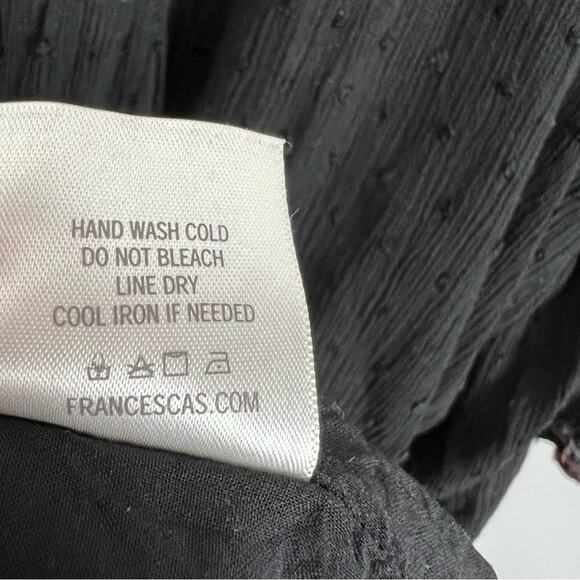 HAND WASH COLD
DO NOT BLEACH
LINE DRY
COOL IRON IF NEEDED
FRANCESCAS.COM